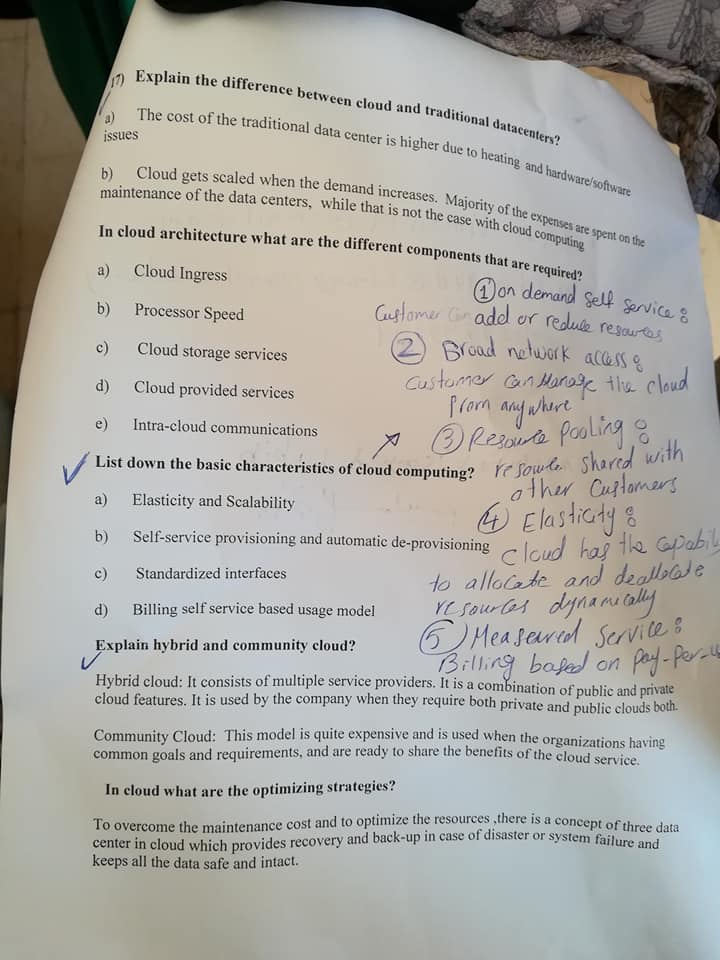 17) Explain the difference between cloud and traditional datacenters?
a) The cost of the traditional data center is higher due to heating and hardware/software
issues
b) Cloud gets scaled when the demand increases. Majority of the expenses are spent on the
maintenance of the data centers, while that is not the case with cloud computing
In cloud architecture what are the different components that are required?
a) Cloud Ingress
b) Processor Speed
c) Cloud storage services
d) Cloud provided services
e) Intra-cloud communications
① on demand self service :
Customer Can add or reduce resources
② Broad network access :
Customer Can Manage the cloud
from any where
③ Resource Pooling :
resource shared with
other Customers
④ Elasticity :
cloud has the Capabil
to allocate and deallocate
resources dynamically
⑤ Measured Service :
Billing based on Pay-Per-u
List down the basic characteristics of cloud computing?
a) Elasticity and Scalability
b) Self-service provisioning and automatic de-provisioning
c) Standardized interfaces
d) Billing self service based usage model
Explain hybrid and community cloud?
Hybrid cloud: It consists of multiple service providers. It is a combination of public and private
cloud features. It is used by the company when they require both private and public clouds both.
Community Cloud: This model is quite expensive and is used when the organizations having
common goals and requirements, and are ready to share the benefits of the cloud service.
In cloud what are the optimizing strategies?
To overcome the maintenance cost and to optimize the resources ,there is a concept of three data
center in cloud which provides recovery and back-up in case of disaster or system failure and
keeps all the data safe and intact.